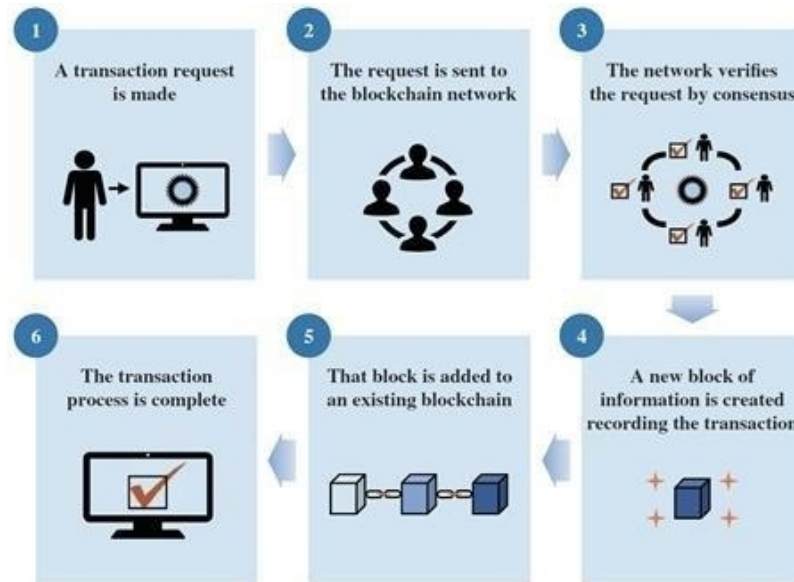 1
A transaction request
is made
2
The request is sent to
the blockchain network
3
The network verifies
the request by consensus
6
The transaction
process is complete
5
That block is added to
an existing blockchain
4
A new block of
information is created
recording the transaction